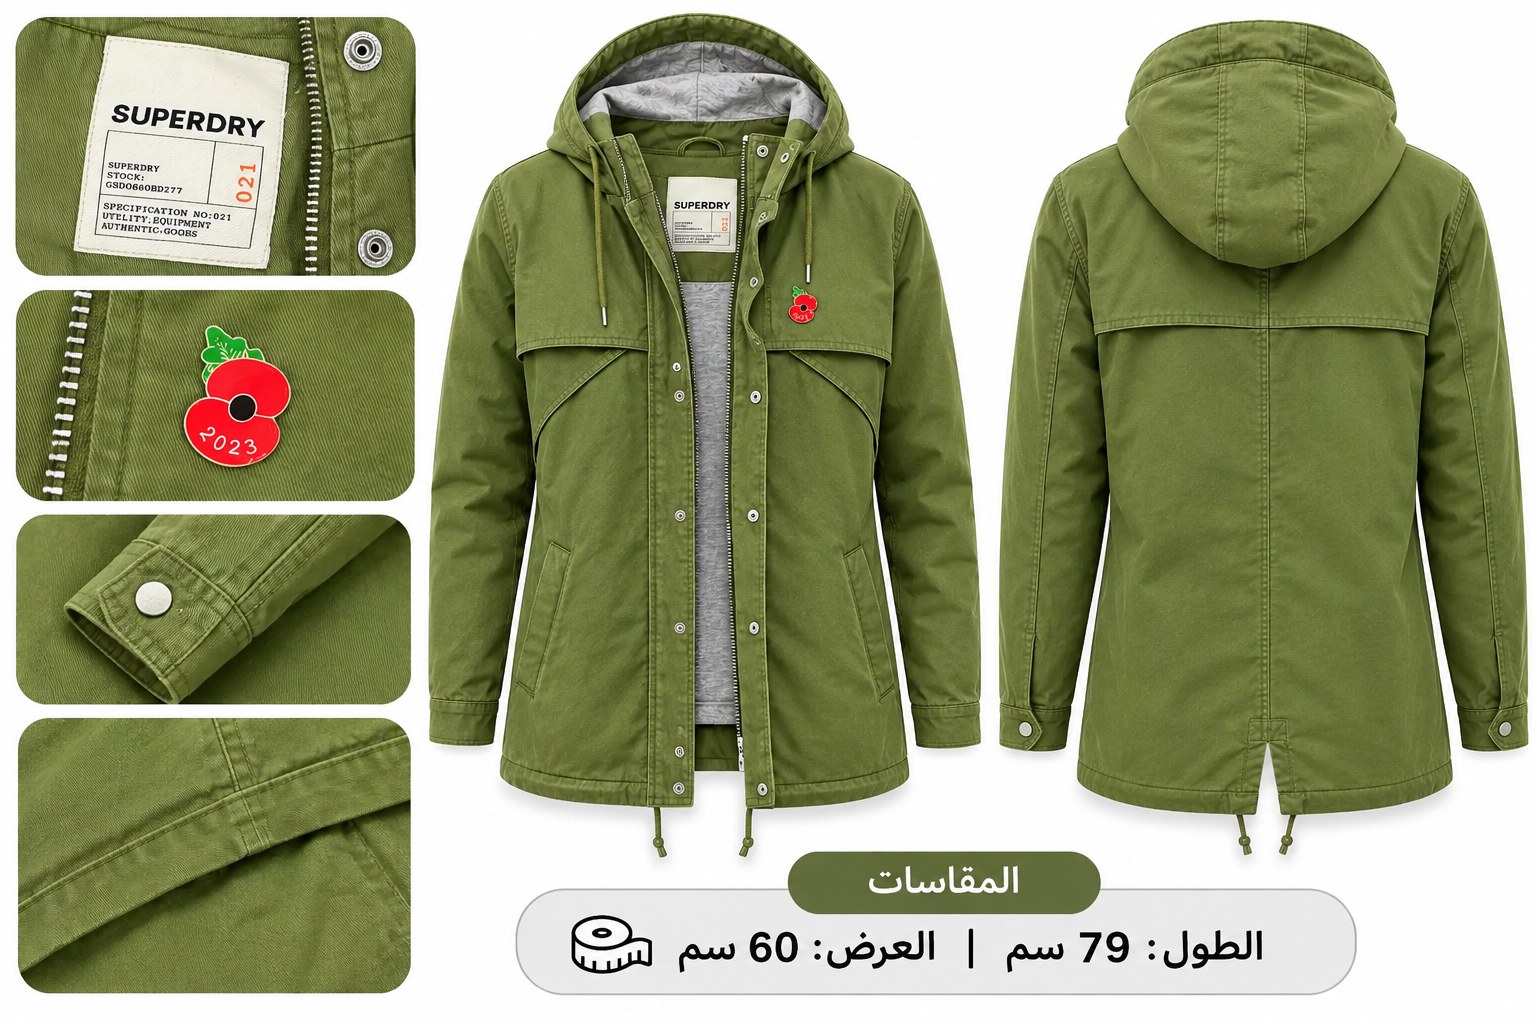 SUPERDRY
SUPERDRY
STOCK:
GSD0660BD277
021
SPECIFICATION NO:021
UTELITY:EQUIPMENT
AUTHENTIC:GOOBS
2023
SUPERDRY
المقاسات
الطول: 79 سم | العرض: 60 سم